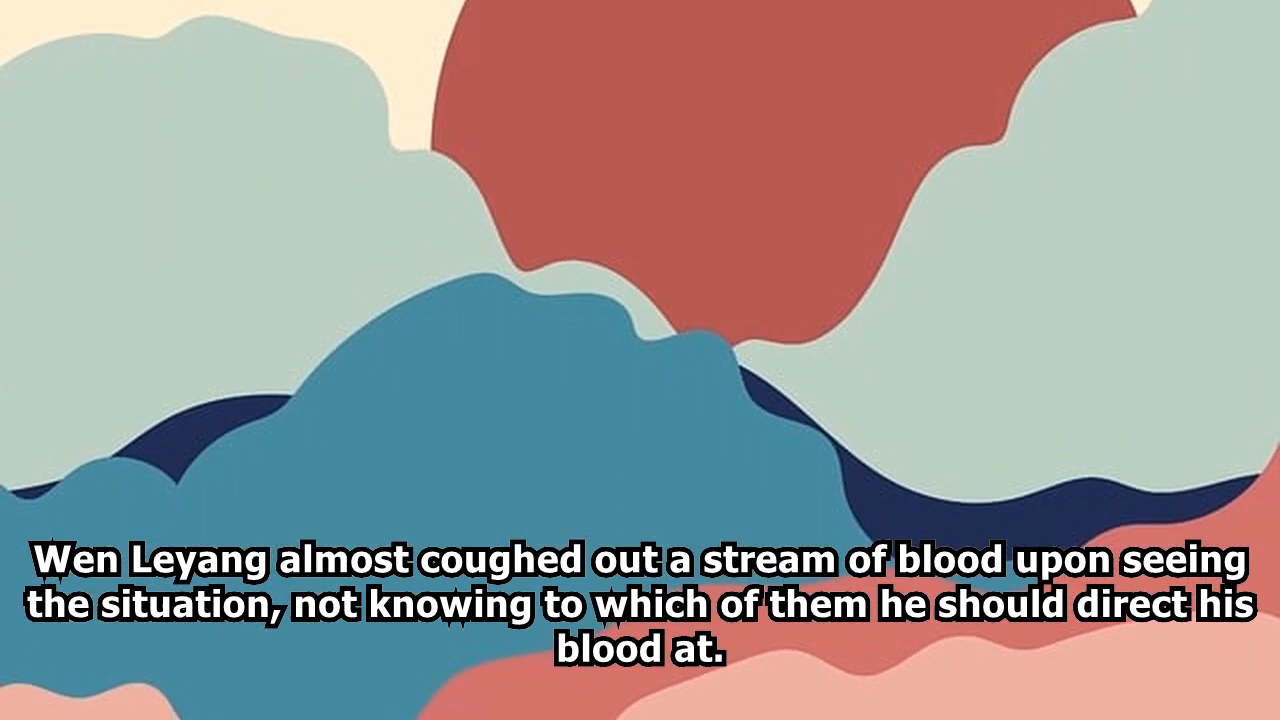 Wen Leyang almost coughed out a stream of blood upon seeing
the situation, not knowing to which of them he should direct his
blood at.